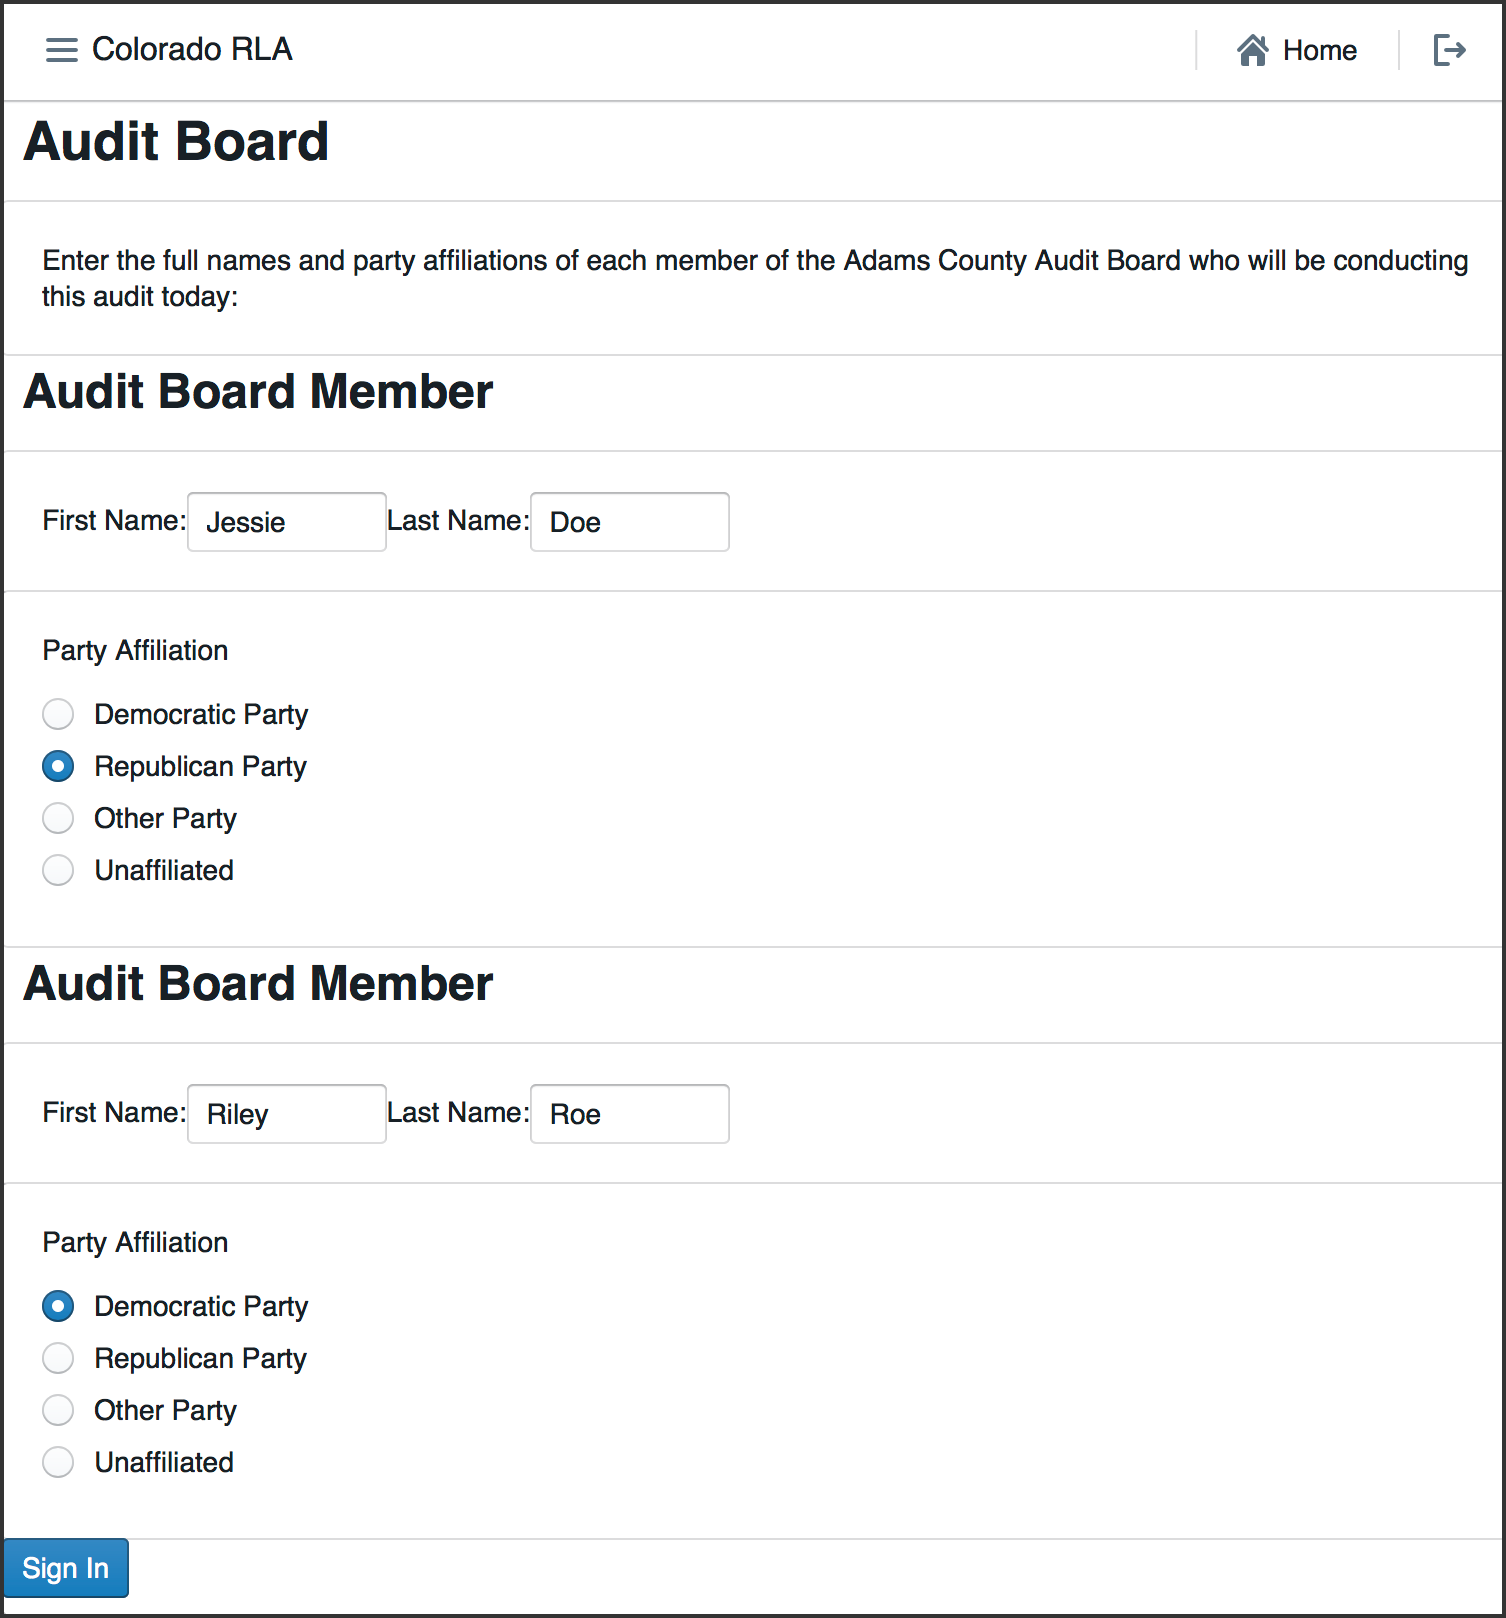 Colorado RLA Home
Audit Board
Enter the full names and party affiliations of each member of the Adams County Audit Board who will be conducting
this audit today:
Audit Board Member
First Name: Jessie Last Name: Doe
Party Affiliation
Democratic Party
Republican Party
Other Party
Unaffiliated
Audit Board Member
First Name: Riley Last Name: Roe
Party Affiliation
Democratic Party
Republican Party
Other Party
Unaffiliated
Sign In